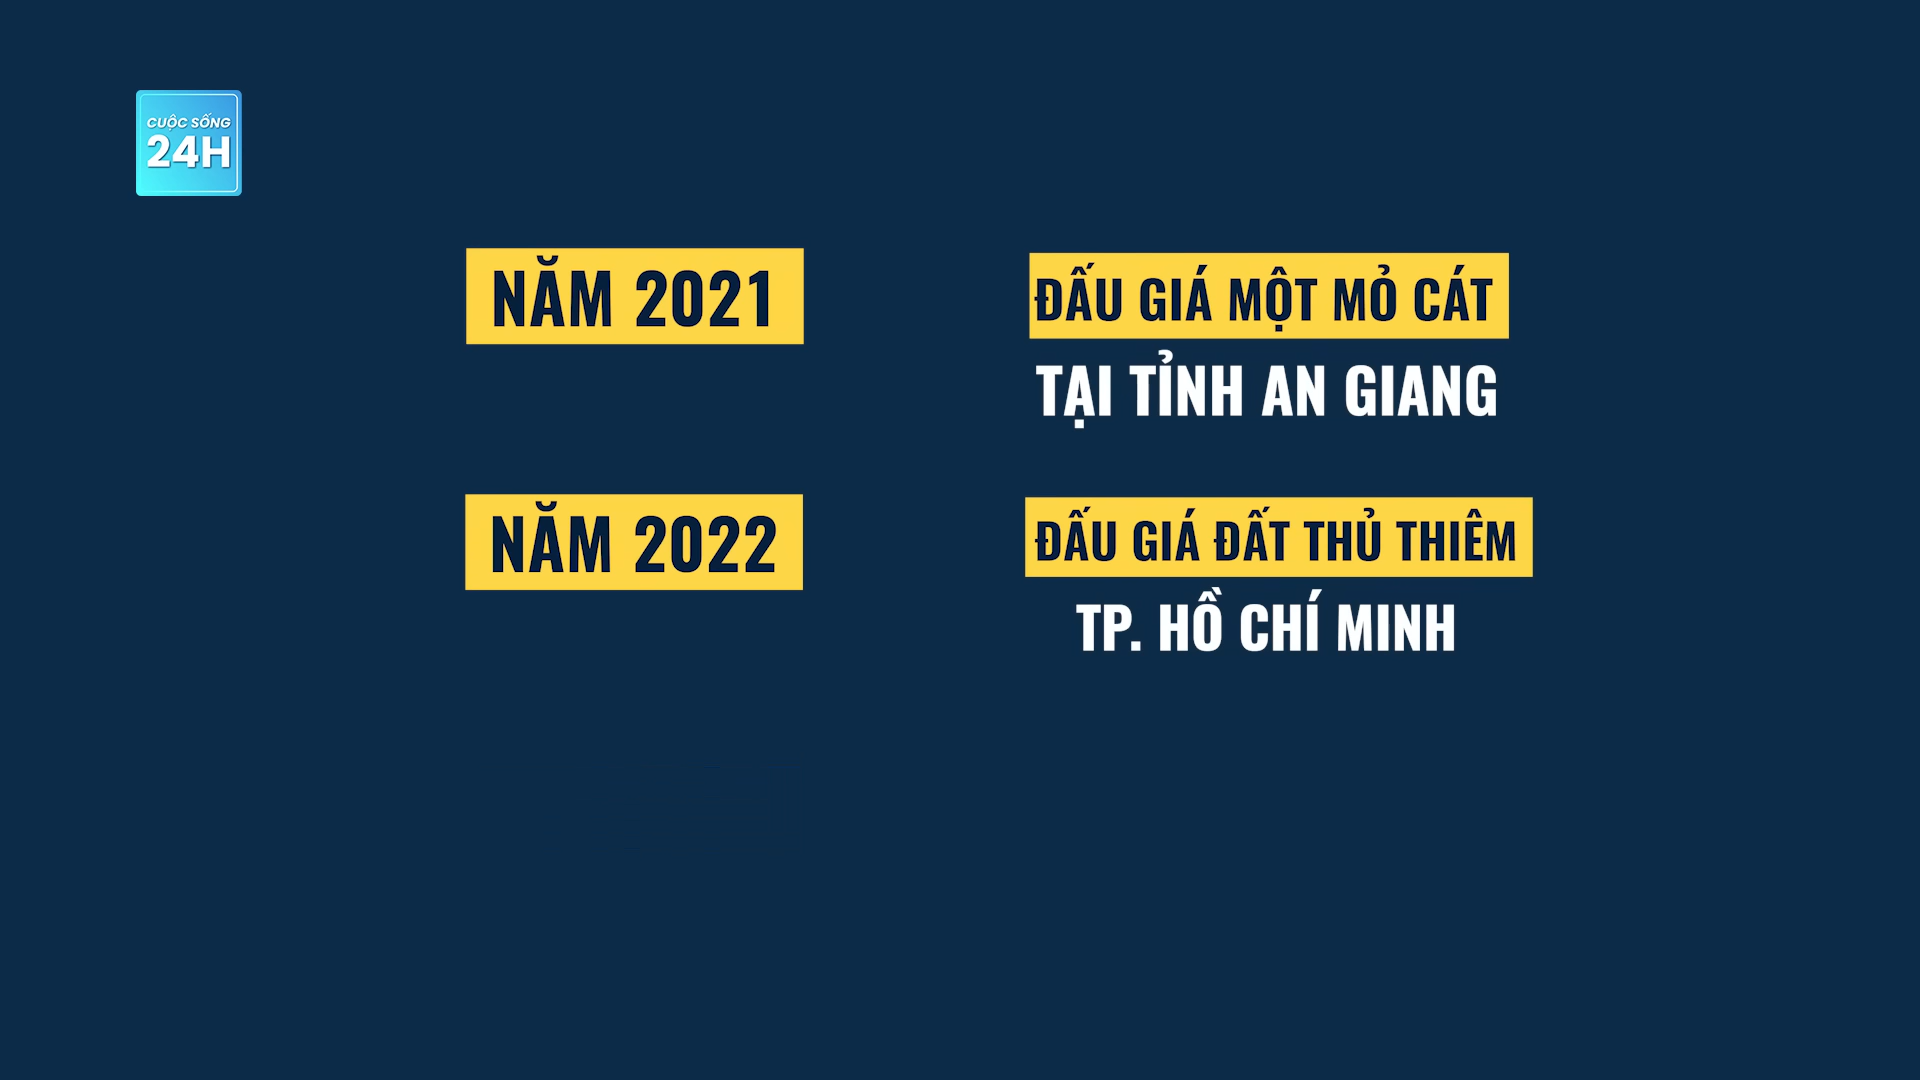 CUỘC SỐNG
24H
NĂM 2021
ĐẤU GIÁ MỘT MỎ CÁT
TẠI TỈNH AN GIANG
NĂM 2022
ĐẤU GIÁ ĐẤT THỦ THIÊM
TP. HỒ CHÍ MINH